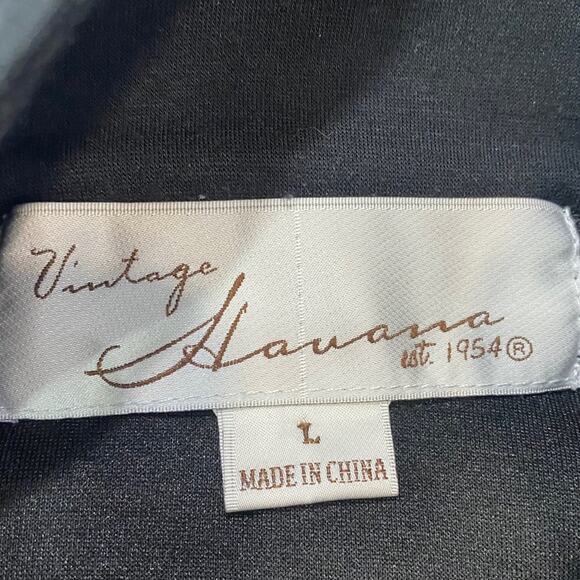 Vintage
Havana
est. 1954®
L
MADE IN CHINA